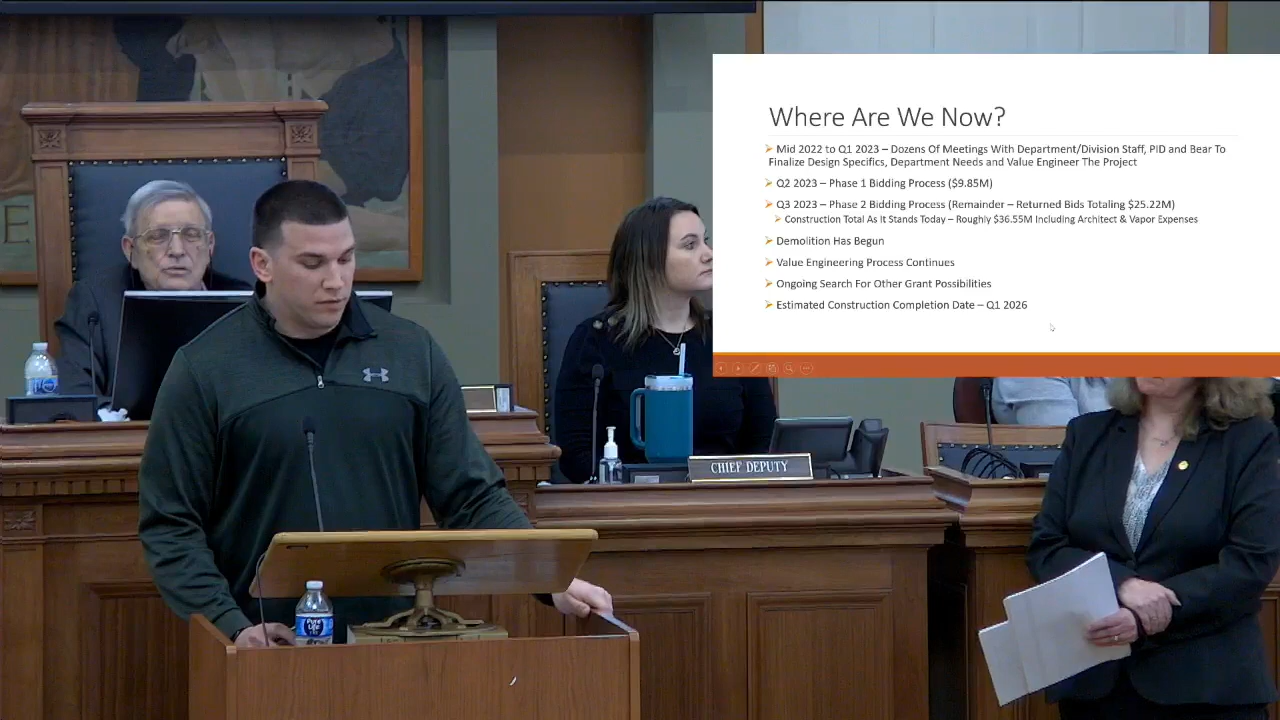 Where Are We Now?
Mid 2022 to Q1 2023 – Dozens Of Meetings With Department/Division Staff, PID and Bear To
Finalize Design Specifics, Department Needs and Value Engineer The Project
Q2 2023 – Phase 1 Bidding Process ($9.85M)
Q3 2023 – Phase 2 Bidding Process (Remainder – Returned Bids Totaling $25.22M)
Construction Total As It Stands Today – Roughly $36.55M Including Architect & Vapor Expenses
Demolition Has Begun
Value Engineering Process Continues
Ongoing Search For Other Grant Possibilities
Estimated Construction Completion Date – Q1 2026
E
CHIEF DEPUTY
Pure
Life